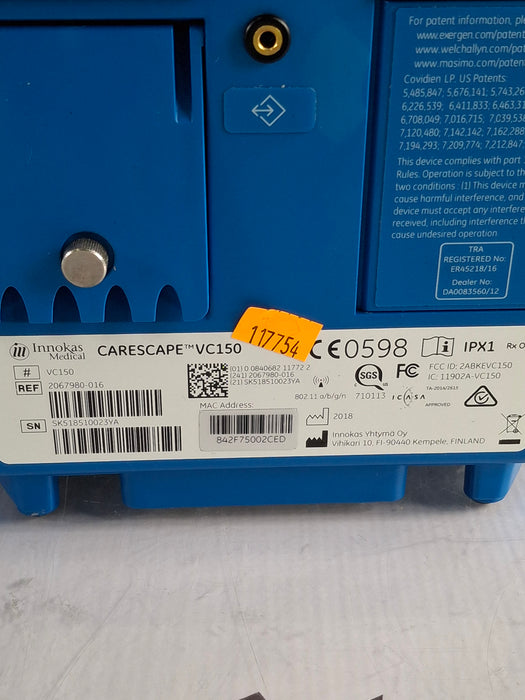 For patent information, pl
www.exergen.com/patent
www.welchallyn.com/pate
www.masimo.com/paten
Covidien LP. US Patents:
5,485,847; 5,676,141; 5,743,26
6,226,539; 6,411,833; 6,463,31
6,708,049; 7,016,715; 7,039,538
7,120,480; 7,142,142; 7,162,288
7,194,293; 7,209,774; 7,212,847;
This device complies with part
Rules. Operation is subject to th
two conditions: (1) This device m
cause harmful interference, and
device must accept any interfere
received, including interference th
cause undesired operation.
TRA
REGISTERED No:
ER45218/16
Dealer No:
DA0083560/12
117754
Innokas
Medical
CARESCAPE™ VC150
CE0598
IPX1
Rx O
# VC150
REF 2067980-016
(01) 0 0840682 11772 2
(241) 2067980-016
(21) SK518510023YA
802.11 a/b/g/n
SGS
710113
FC
ICASA
TA-2016/2613
APPROVED
FCC ID: 2ABKEVC150
IC: 11902A-VC150
SN SK518510023YA
MAC Address:
842F75002CED
2018
Innokas Yhtymä Oy
Vihikari 10, FI-90440 Kempele, FINLAND